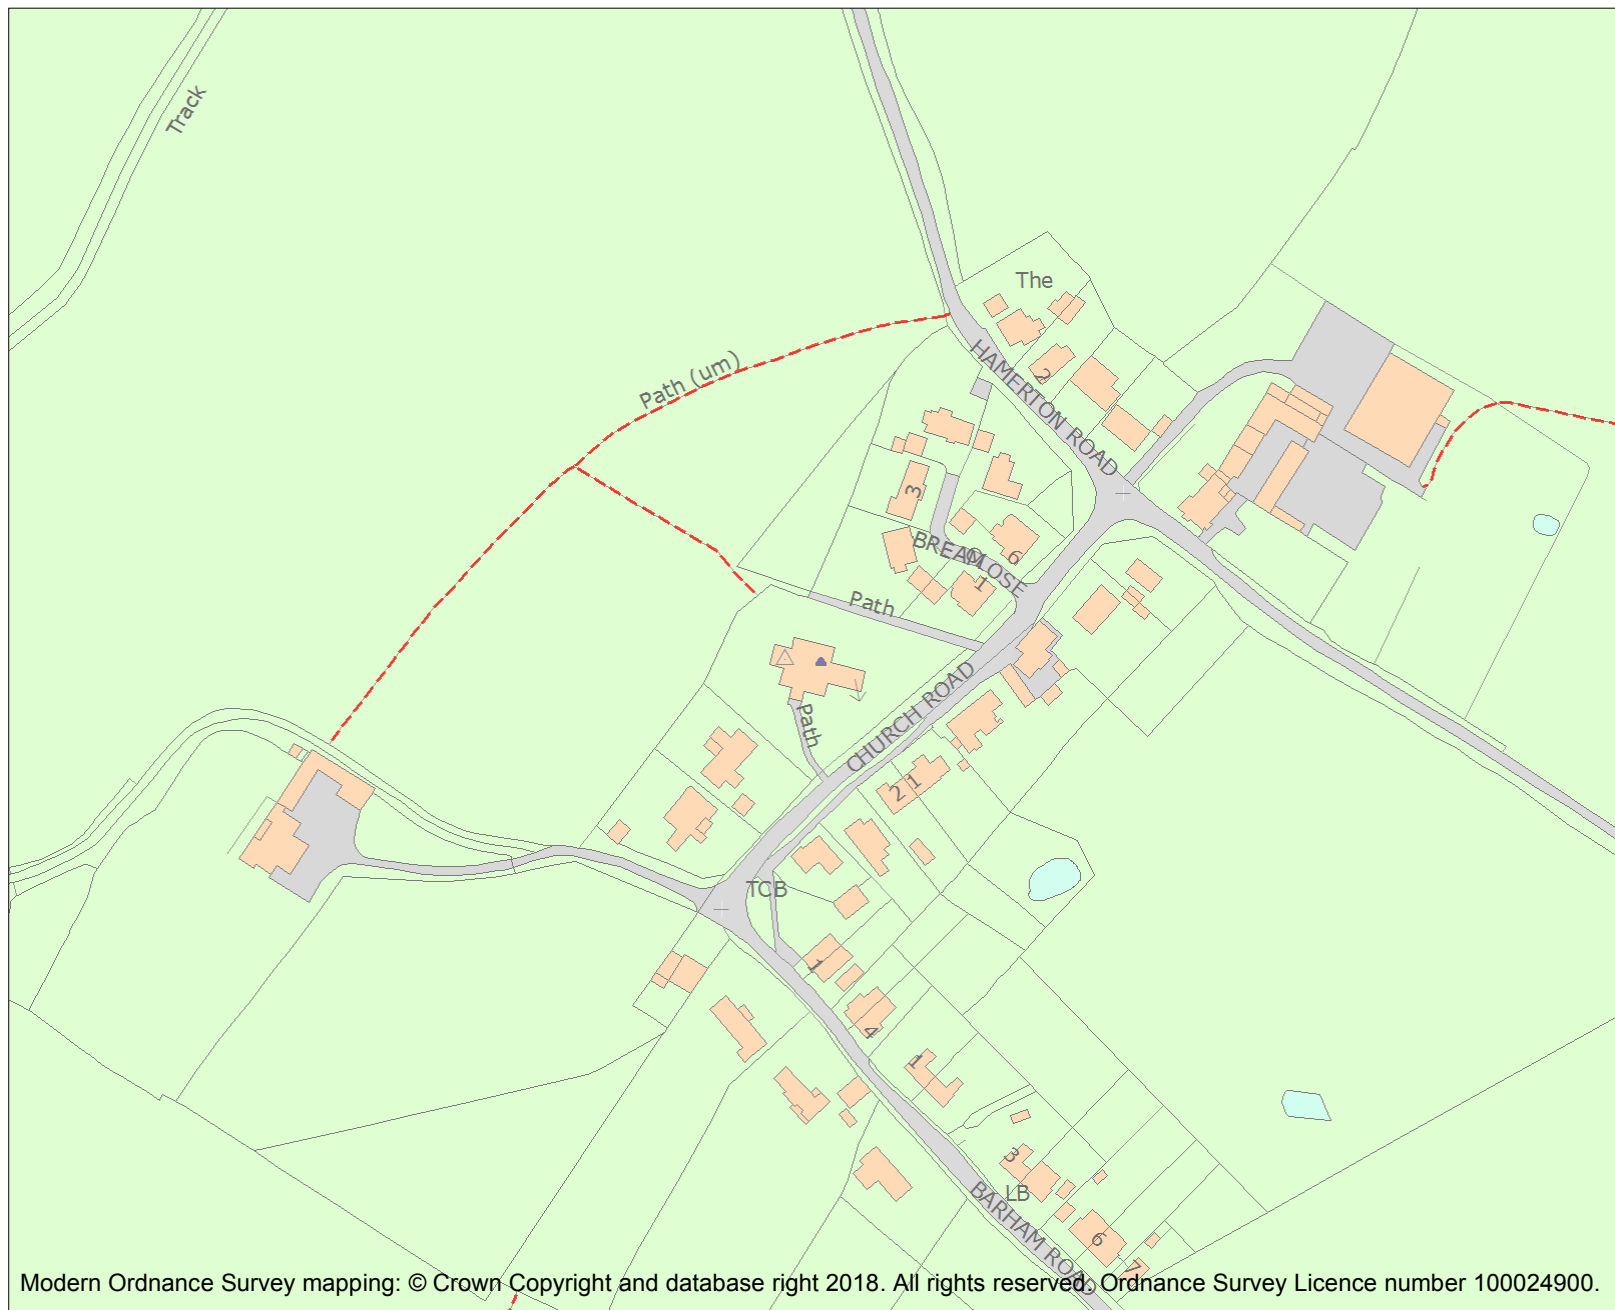 Track
The
Path (um)
HAMERTON ROAD
2
3
BREAM CLOSE
6
1
Path
CHURCH ROAD
Path
2 1
TCB
1
4
1
3
LB
BARHAM ROAD
6
7
Modern Ordnance Survey mapping: © Crown Copyright and database right 2018. All rights reserved. Ordnance Survey Licence number 100024900.